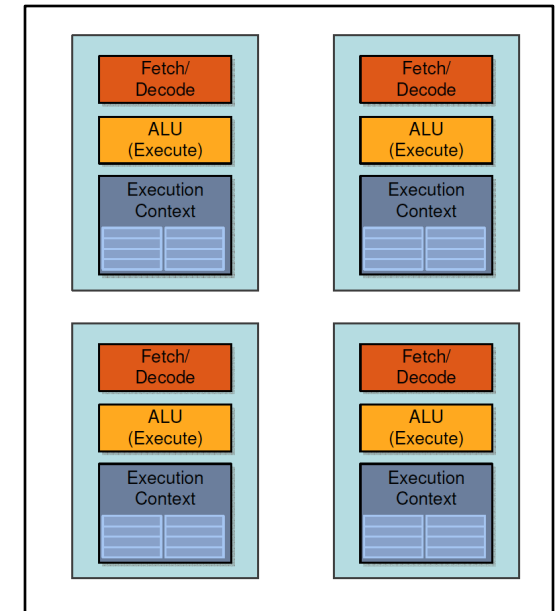 Fetch/
Decode
ALU
(Execute)
Execution
Context
Fetch/
Decode
ALU
(Execute)
Execution
Context
Fetch/
Decode
ALU
(Execute)
Execution
Context
Fetch/
Decode
ALU
(Execute)
Execution
Context